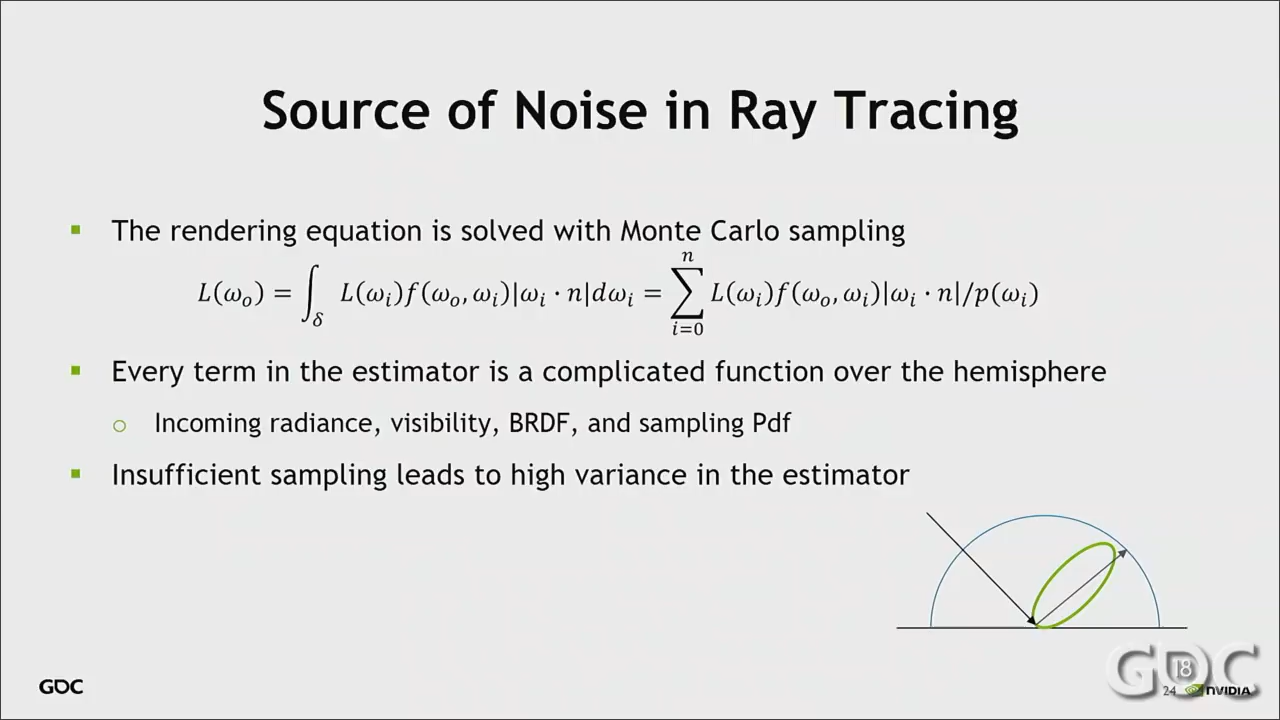 Source of Noise in Ray Tracing
The rendering equation is solved with Monte Carlo sampling
L(ω_o) = ∫_δ L(ω_i)f(ω_o, ω_i)|ω_i · n|dω_i = ∑_{i=0}^{n} L(ω_i)f(ω_o, ω_i)|ω_i · n|/p(ω_i)
Every term in the estimator is a complicated function over the hemisphere
Incoming radiance, visibility, BRDF, and sampling Pdf
Insufficient sampling leads to high variance in the estimator
GDC
GDC 18
24 NVIDIA